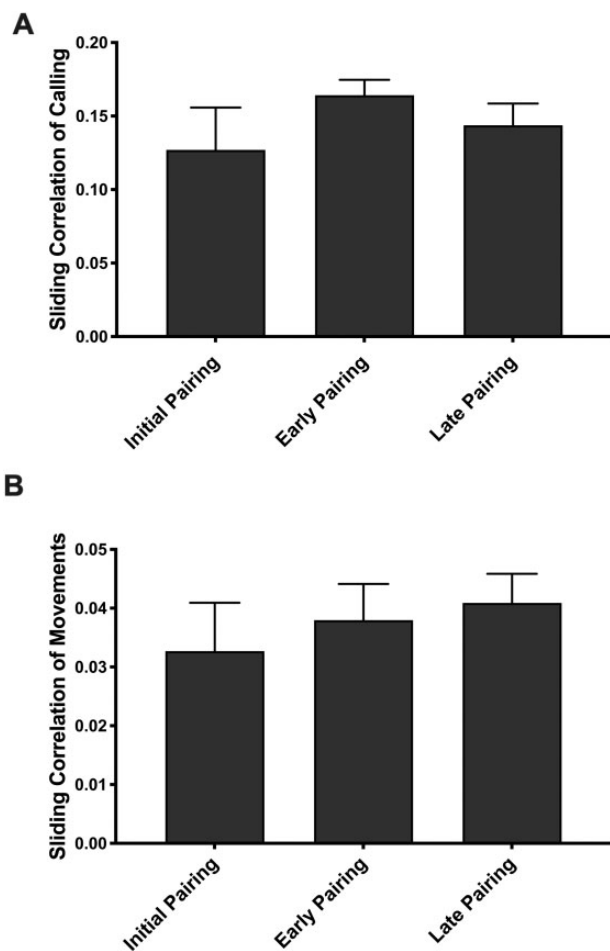 A
Sliding Correlation of Calling
0.20
0.15
0.10
0.05
0.00
Initial Pairing
Early Pairing
Late Pairing
B
Sliding Correlation of Movements
0.05
0.04
0.03
0.02
0.01
0.00
Initial Pairing
Early Pairing
Late Pairing